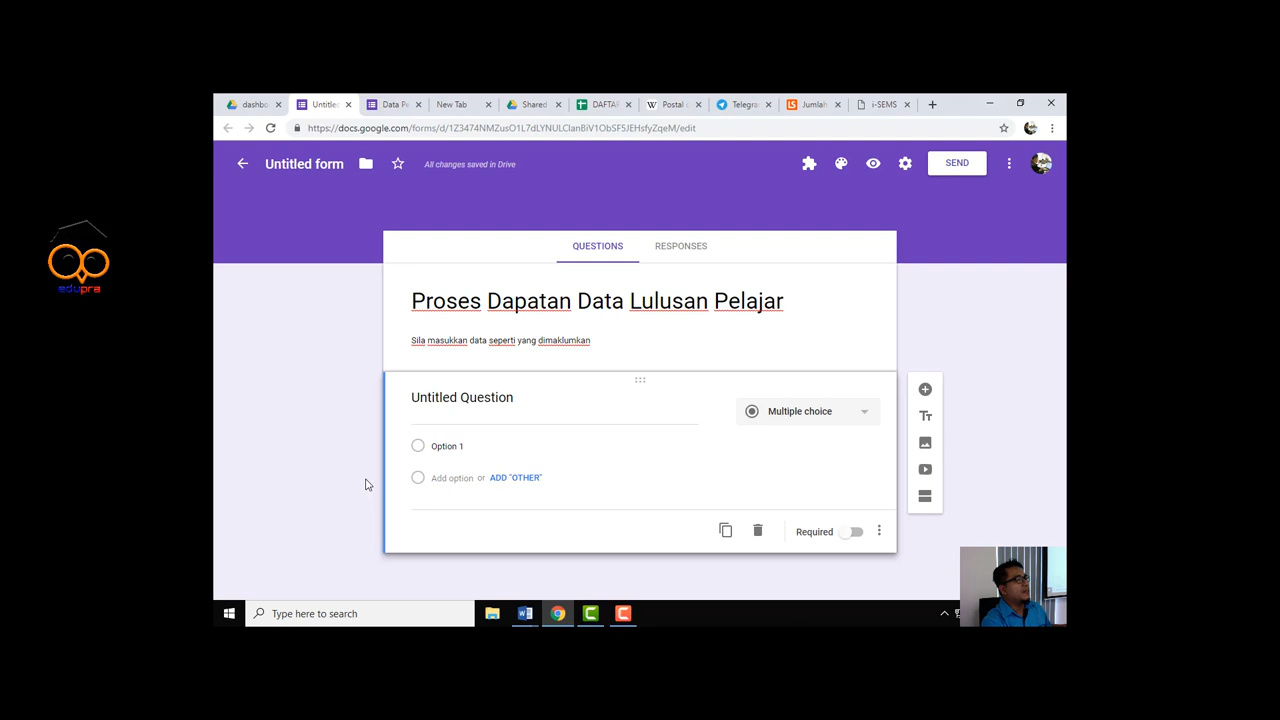 dashbo
Untitle
Data Pe
New Tab
Shared
DAFTAR
Postal c
Telegra
Jumlah
i-SEMS
https://docs.google.com/forms/d/1Z3474NMZusO1L7dLYNULClanBiV1ObSF5JEHsfyZqeM/edit
Untitled form
All changes saved in Drive
SEND
QUESTIONS
RESPONSES
Proses Dapatan Data Lulusan Pelajar
Sila masukkan data seperti yang dimaklumkan
Untitled Question
Multiple choice
Option 1
Add option or ADD "OTHER"
Required
edupra
Type here to search